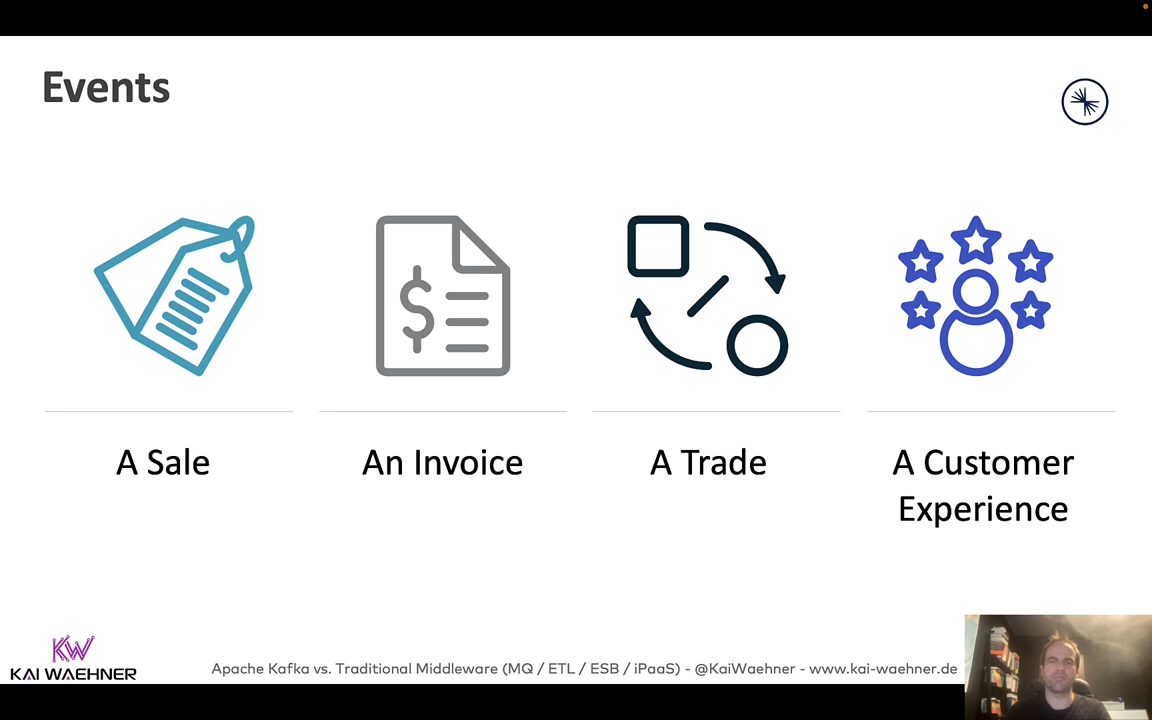 Events
A Sale
An Invoice
A Trade
A Customer
Experience
KW
KAI WAEHNER
Apache Kafka vs. Traditional Middleware (MQ / ETL / ESB / iPaaS) - @KaiWaehner - www.kai-waehner.de